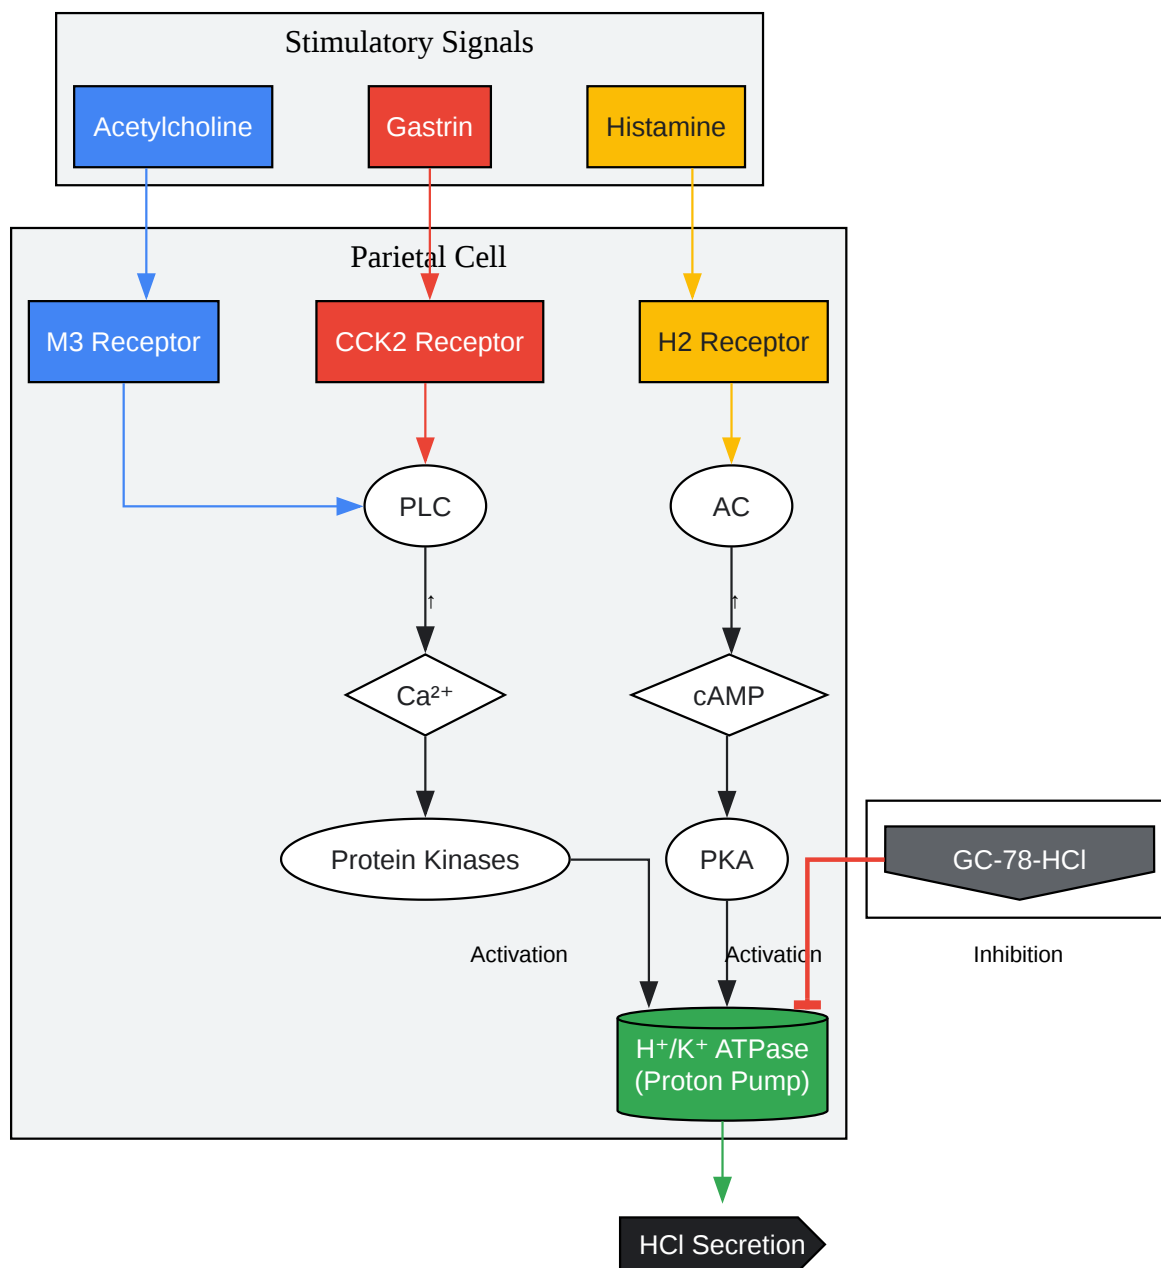 Stimulatory Signals
Acetylcholine
Gastrin
Histamine
Parietal Cell
M3 Receptor
CCK2 Receptor
H2 Receptor
PLC
AC
↑
↑
Ca²⁺
cAMP
Protein Kinases
PKA
GC-78-HCl
Activation
Activation
Inhibition
H⁺/K⁺ ATPase
(Proton Pump)
HCl Secretion